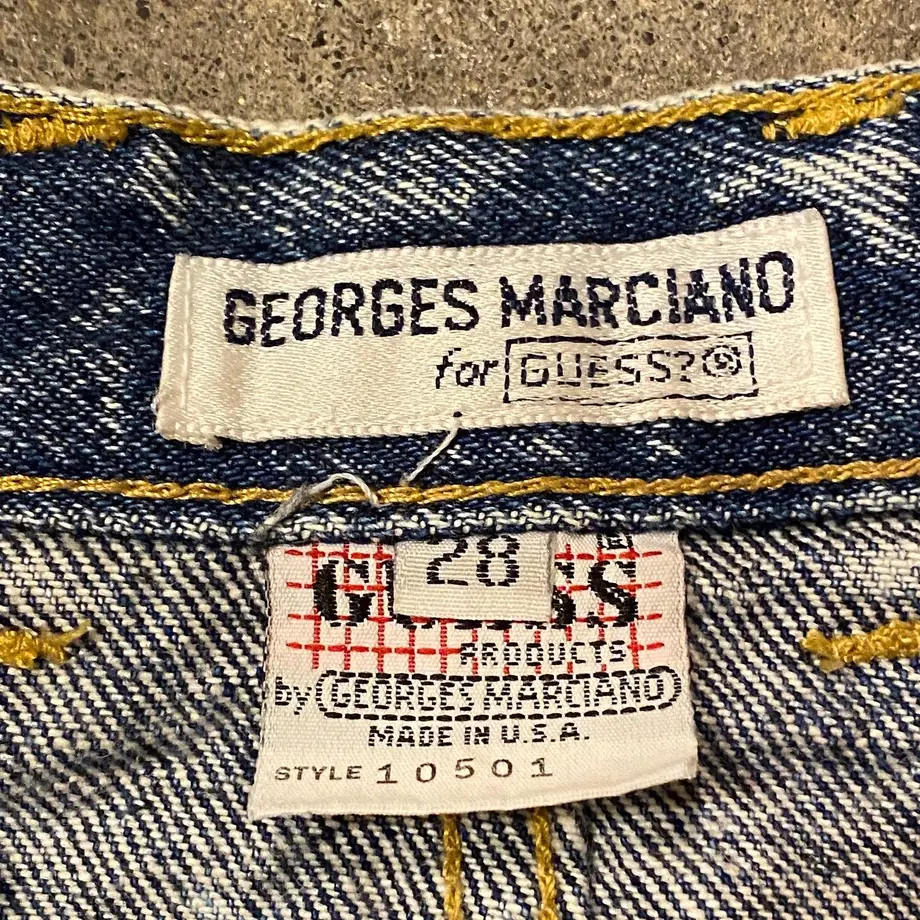 GEORGES MARCIANO
for GUESS?®
28
PRODUCTS
by GEORGES MARCIANO
MADE IN U.S.A.
STYLE 10501